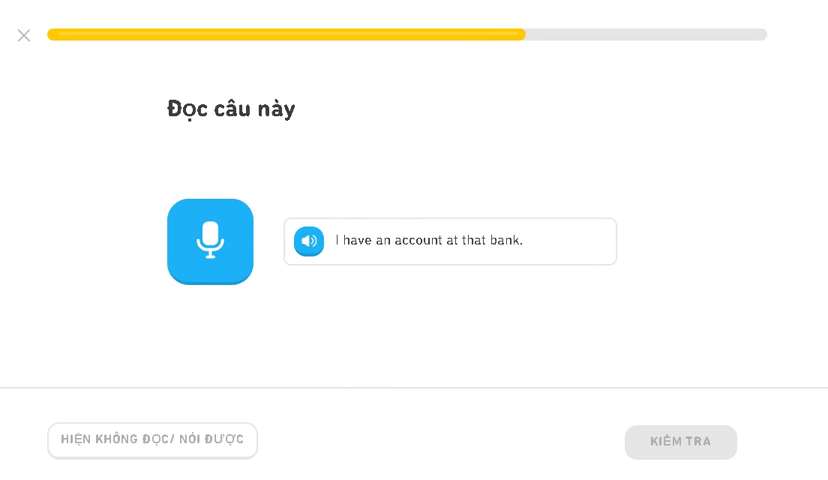 Đọc câu này
I have an account at that bank.
HIỆN KHÔNG ĐỌC/ NÓI ĐƯỢC
KIỂM TRA